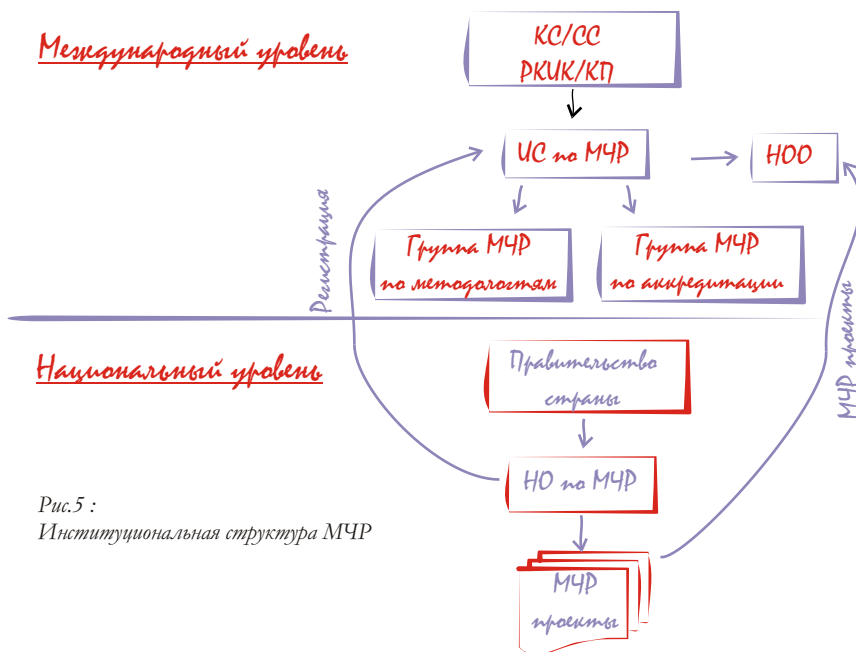 Международный уровень
КС/СС
РКИК/КП
ИС по МЧР
НОО
Регистрация
Группа МЧР
по методологтям
Группа МЧР
по аккредитации
МЧР проекты
Национальный уровень
Правительство
страны
НО по МЧР
Рис.5 :
Институциональная структура МЧР
МЧР
проекты